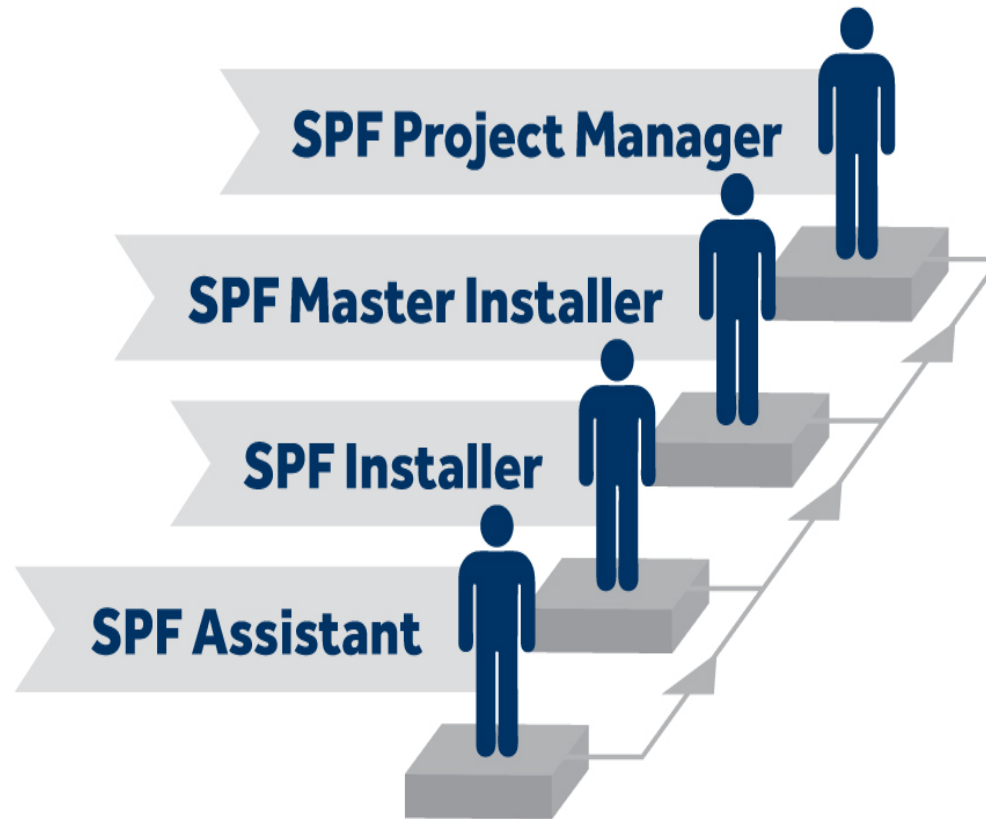 SPF Project Manager
SPF Master Installer
SPF Installer
SPF Assistant